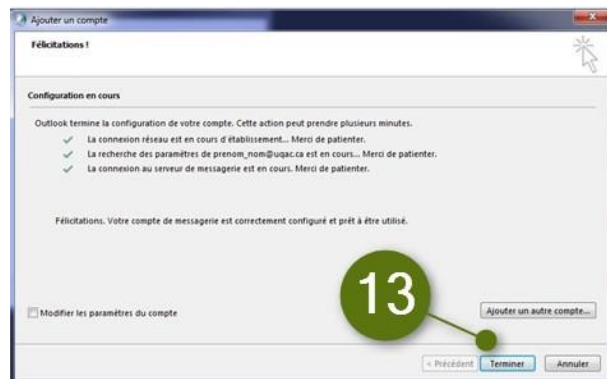 Ajouter un compte
Félicitations !
Configuration en cours
Outlook termine la configuration de votre compte. Cette action peut prendre plusieurs minutes.
La connexion réseau est en cours d'établissement... Merci de patienter.
La recherche des paramètres de prenom_nom@uqac.ca est en cours... Merci de patienter.
La connexion au serveur de messagerie est en cours. Merci de patienter.
Félicitations. Votre compte de messagerie est correctement configuré et prêt à être utilisé.
13
Modifier les paramètres du compte
Ajouter un autre compte...
< Précédent Terminer Annuler